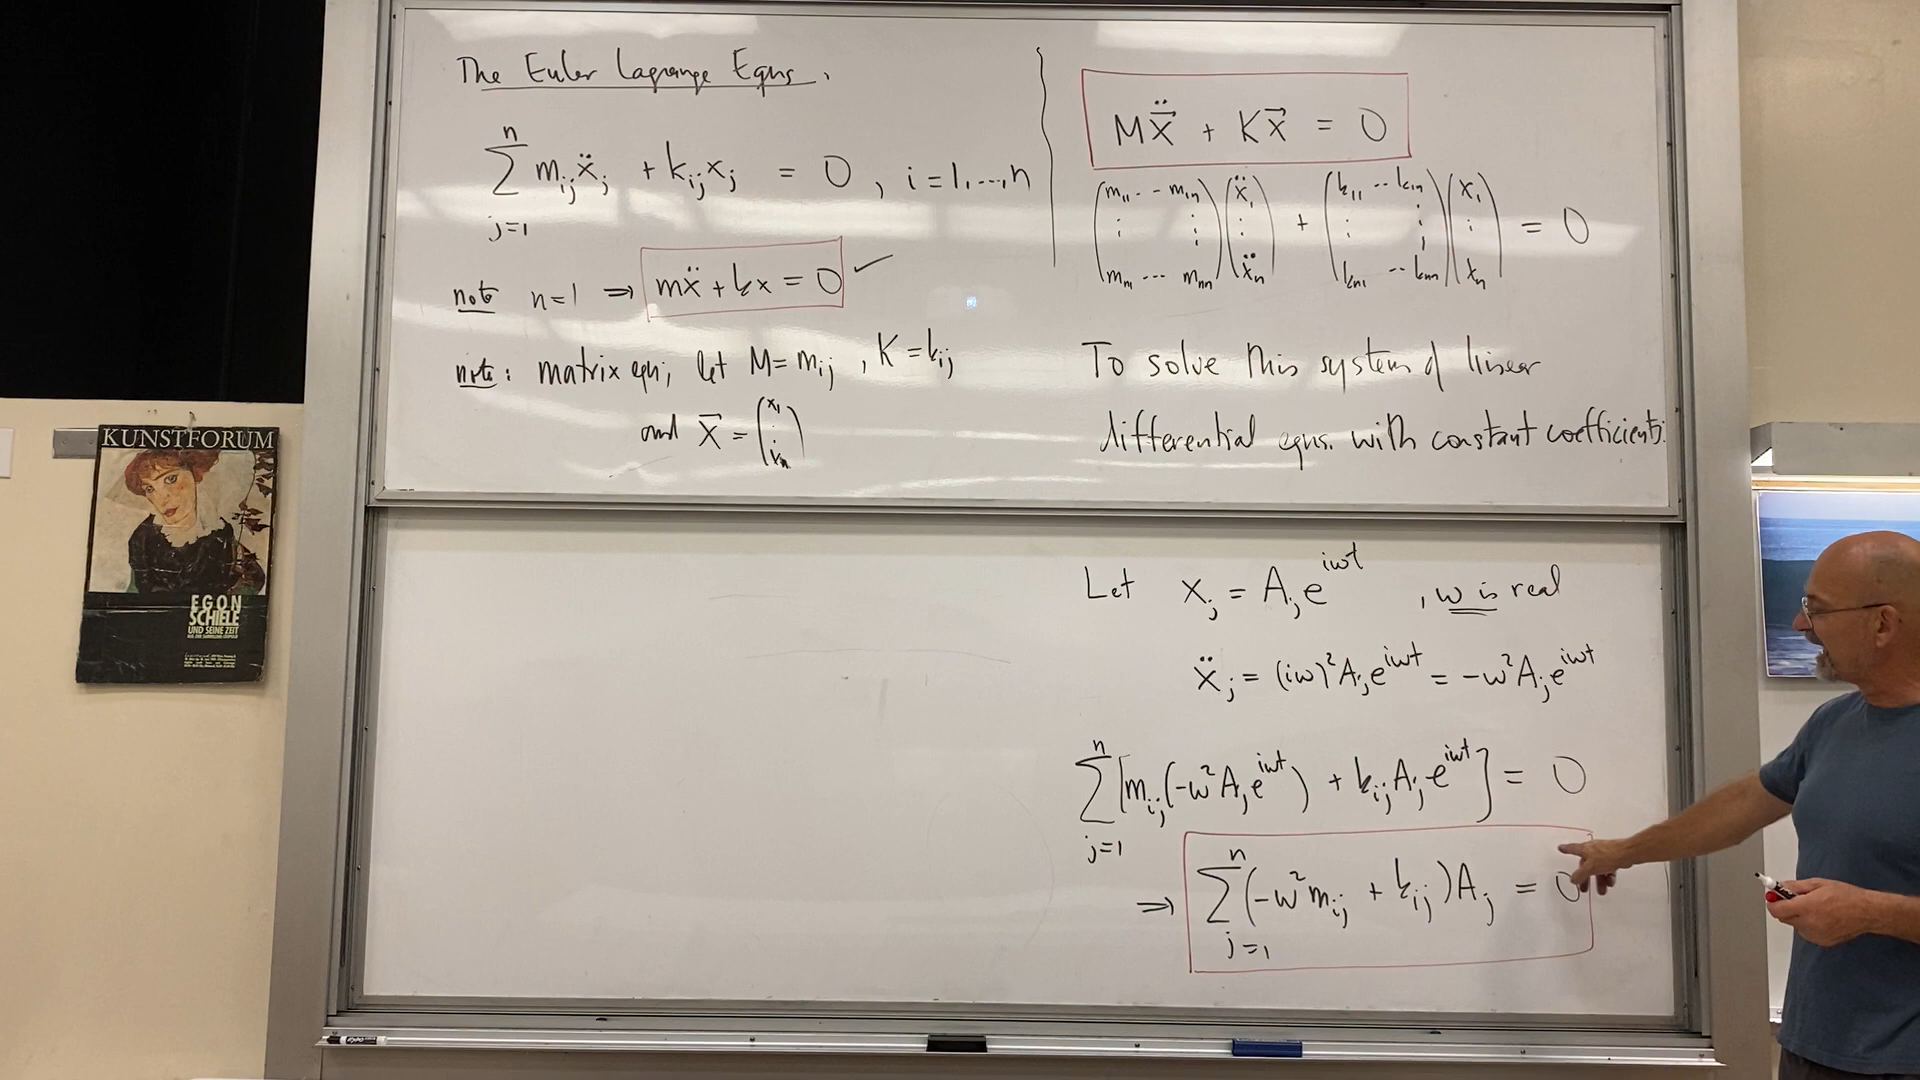 The Euler Lagrange Eqns.
n
∑ mᵢⱼẍⱼ + kᵢⱼxⱼ = 0 , i=1,...,n
j=1
note n=1 ⇒ mẍ + kx = 0 ✓
note: matrix eqn; let M = mᵢⱼ , K = kᵢⱼ
and X⃗ = (x₁ ⋮ xₙ)
MẌ⃗ + KX⃗ = 0
(m₁₁ -- m₁ₙ ⋮ ⋮ mₙ₁ --- mₙₙ)(ẍ₁ ⋮ ẍₙ) + (k₁₁ -- k₁ₙ ⋮ ⋮ kₙ₁ -- kₙₙ)(x₁ ⋮ xₙ) = 0
To solve this system of linear
differential eqns. with constant coefficients:
Let xⱼ = Aⱼe^{iωt} , ω is real
ẍⱼ = (iω)²Aⱼe^{iωt} = -ω²Aⱼe^{iωt}
n
∑ [mᵢⱼ(-ω²Aⱼe^{iωt}) + kᵢⱼAⱼe^{iωt}] = 0
j=1
n
⇒ ∑ (-ω²mᵢⱼ + kᵢⱼ)Aⱼ = 0
j=1
KUNSTFORUM
EGON
SCHIELE
UND SEINE ZEIT
EXPO